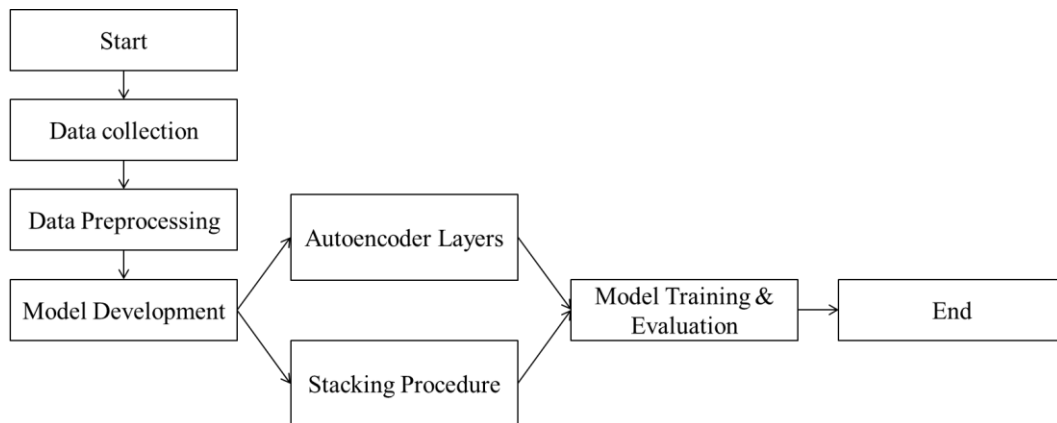 Start
Data collection
Data Preprocessing
Model Development
Autoencoder Layers
Stacking Procedure
Model Training &
Evaluation
End